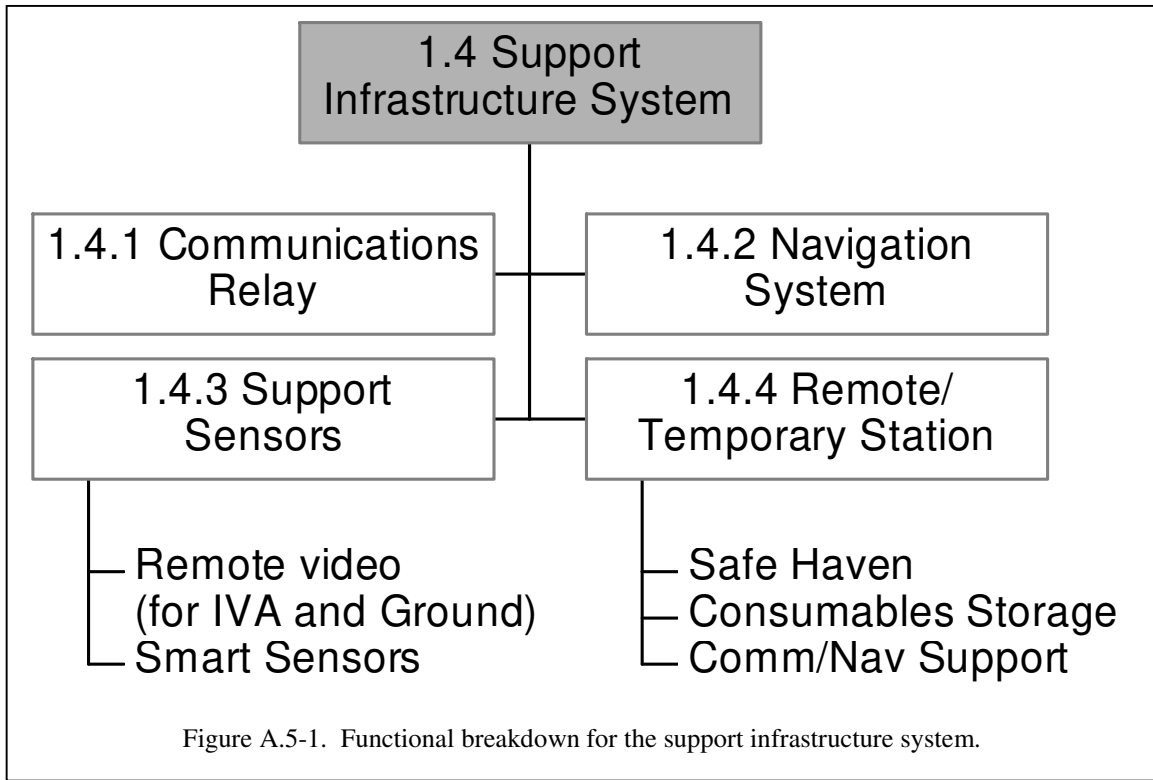 1.4 Support
Infrastructure System
1.4.1 Communications
Relay
1.4.2 Navigation
System
1.4.3 Support
Sensors
1.4.4 Remote/
Temporary Station
Remote video
(for IVA and Ground)
Smart Sensors
Safe Haven
Consumables Storage
Comm/Nav Support
Figure A.5-1. Functional breakdown for the support infrastructure system.